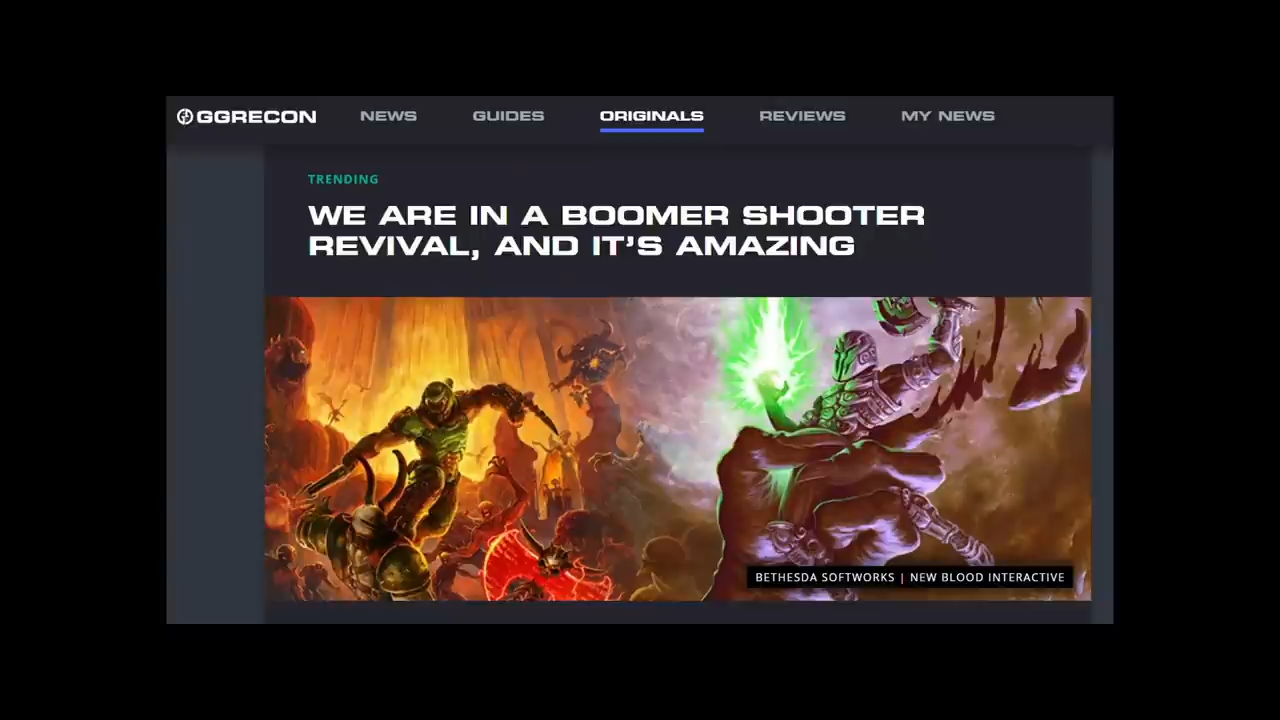 GGRECON NEWS GUIDES ORIGINALS REVIEWS MY NEWS
TRENDING
WE ARE IN A BOOMER SHOOTER
REVIVAL, AND IT'S AMAZING
BETHESDA SOFTWORKS | NEW BLOOD INTERACTIVE